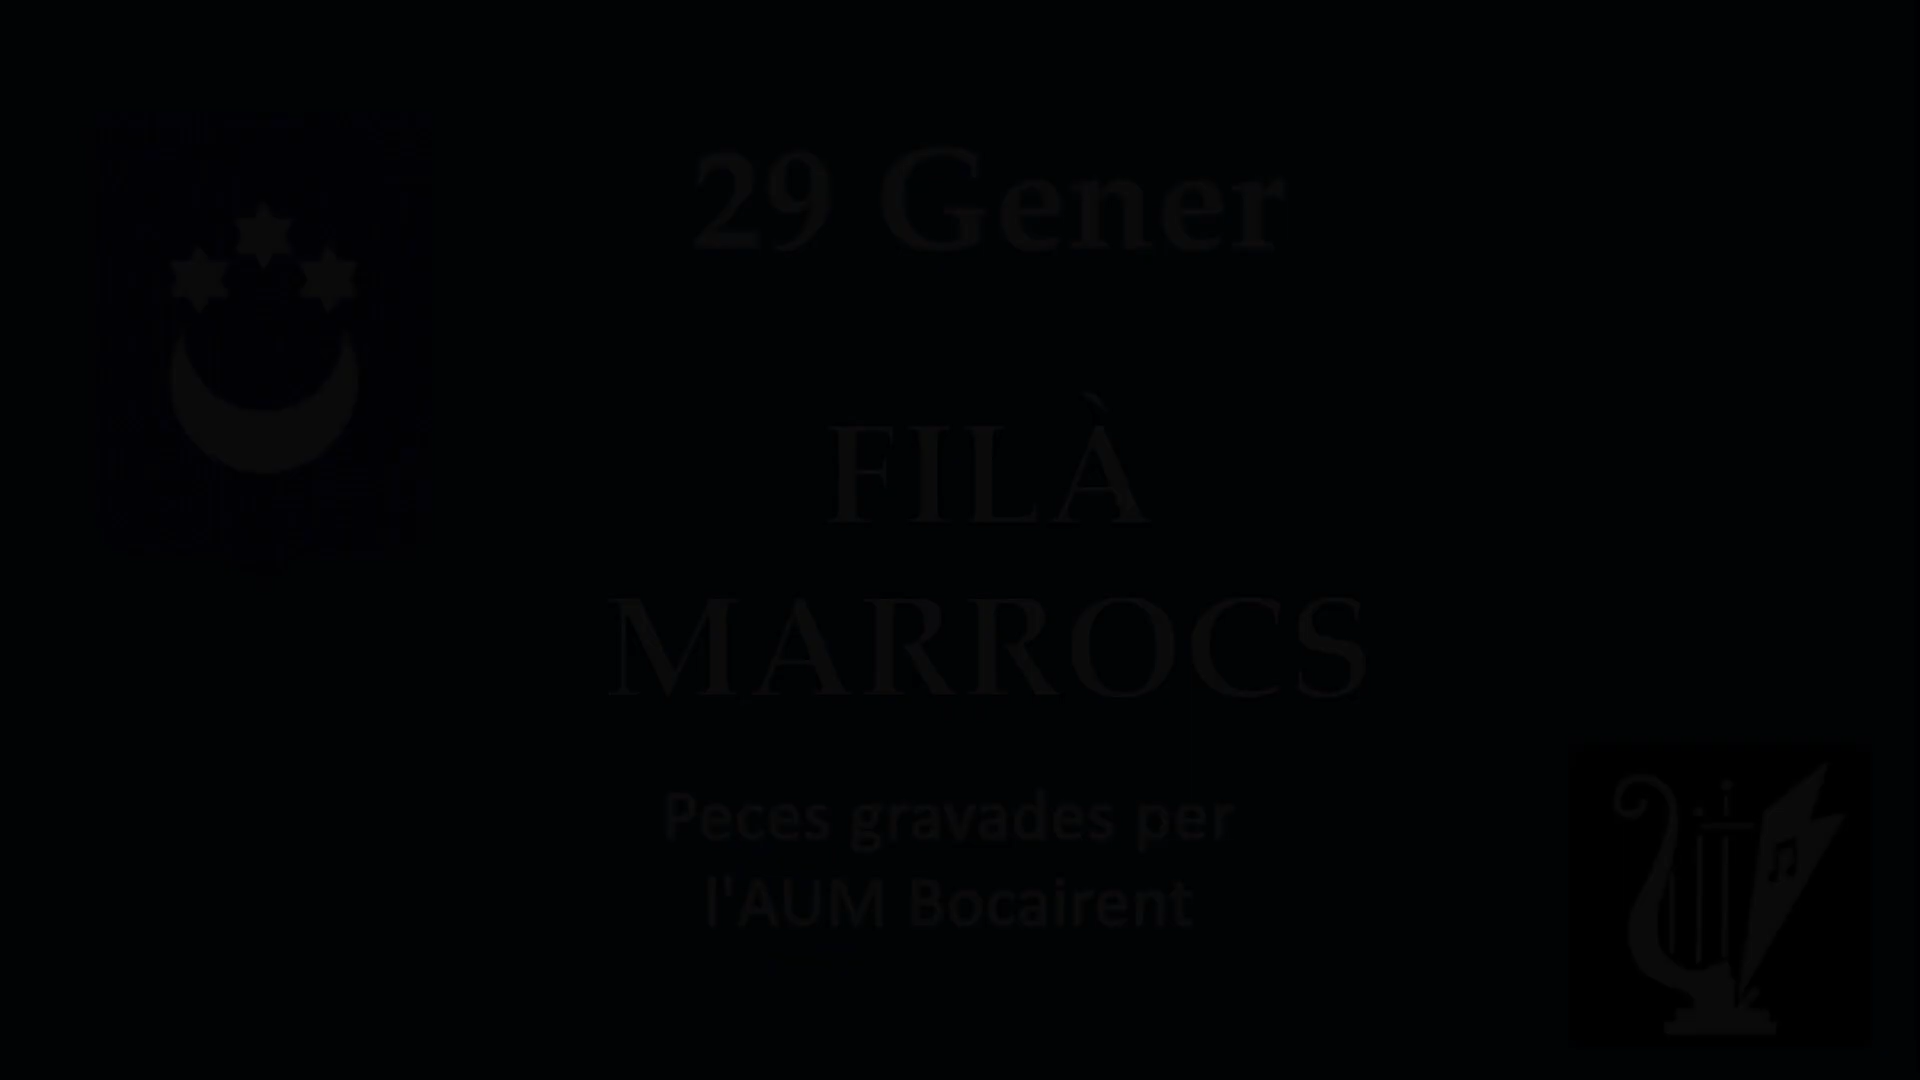 29 Gener
FILÀ
MARROCS
Peces gravades per
l'AUM Bocairent